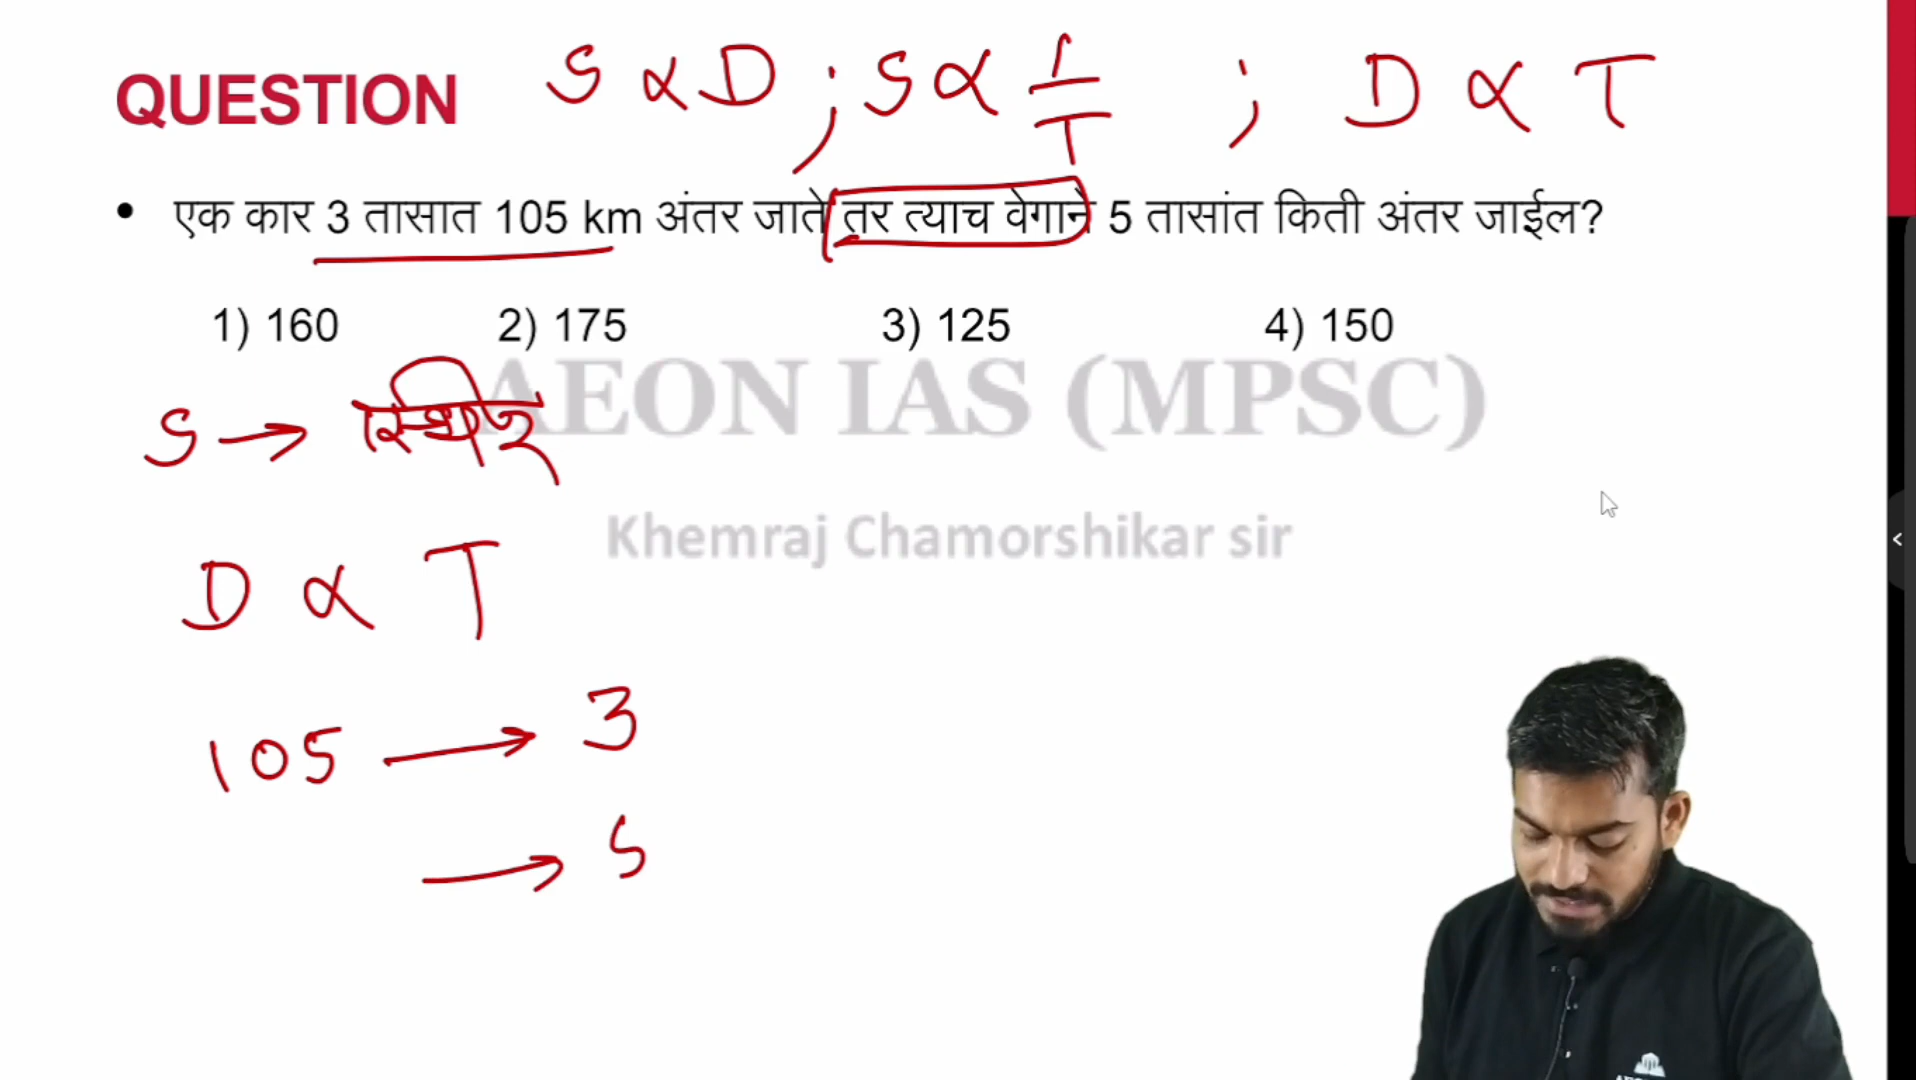 S ∝ D ; S ∝ 1/T ; D ∝ T
QUESTION
• एक कार 3 तासात 105 km अंतर जाते तर त्याच वेगाने 5 तासांत किती अंतर जाईल?
1) 160 2) 175 3) 125 4) 150
AEON IAS (MPSC)
S → स्थिर
Khemraj Chamorshikar sir
D ∝ T
105 → 3
→ 5